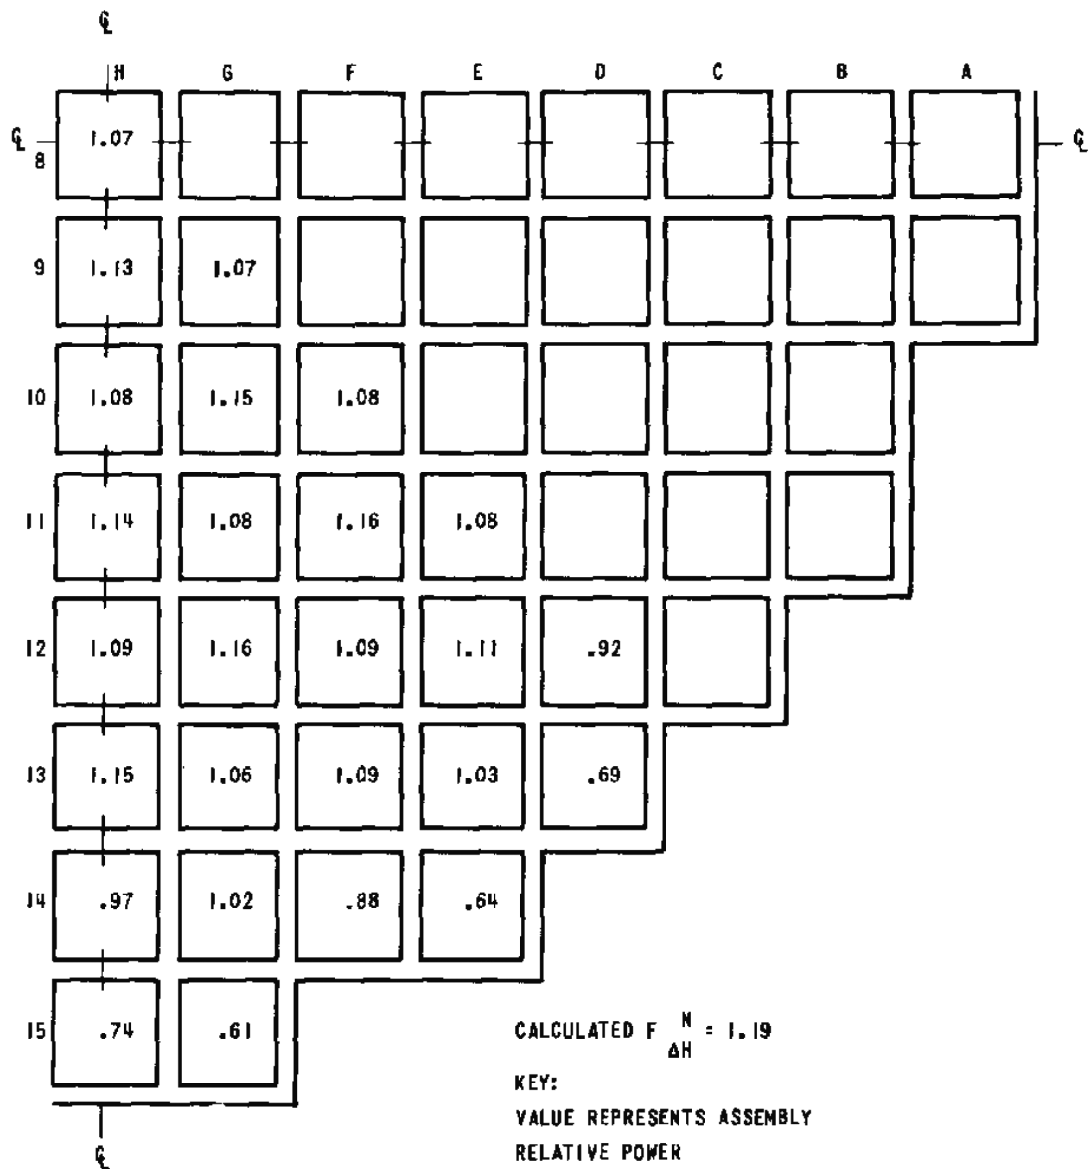 ℄
H G F E D C B A
℄ 8 1.07 ℄
9 1.13 1.07
10 1.08 1.15 1.08
11 1.14 1.08 1.16 1.08
12 1.09 1.16 1.09 1.11 .92
13 1.15 1.06 1.09 1.03 .69
14 .97 1.02 .88 .64
15 .74 .61
CALCULATED F N ΔH = 1.19
KEY:
VALUE REPRESENTS ASSEMBLY
RELATIVE POWER
℄